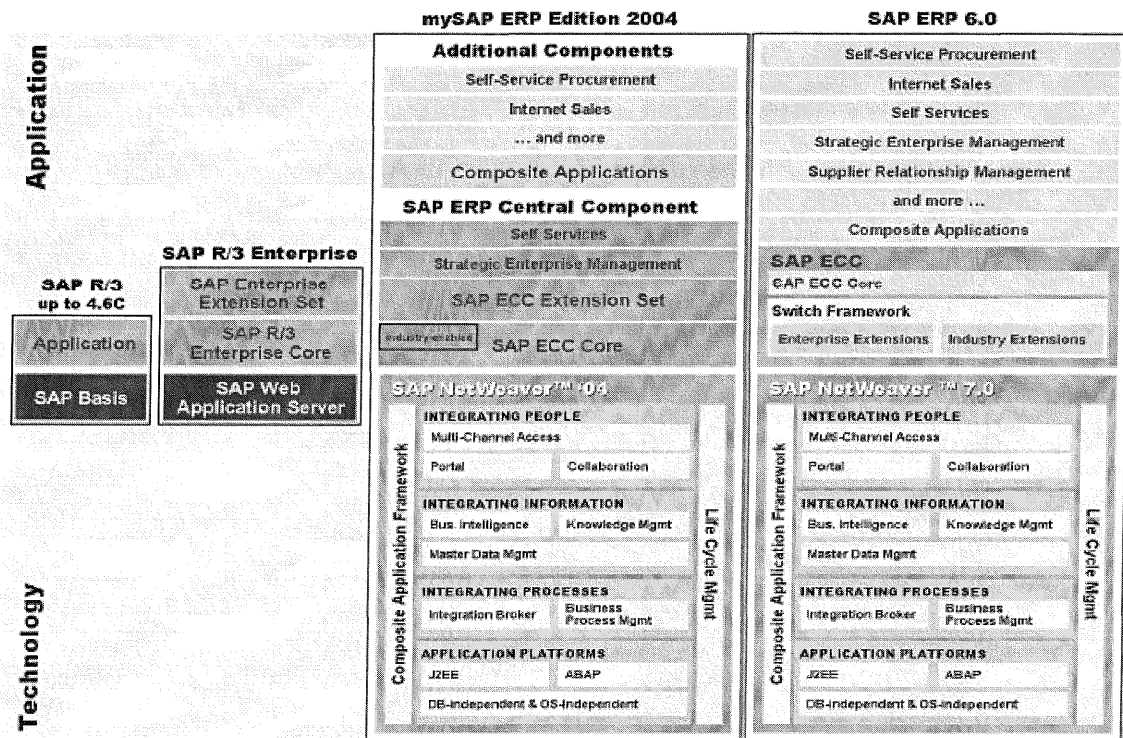 Application
Technology
SAP R/3
up to 4.6C
Application
SAP Basis
SAP R/3 Enterprise
SAP Enterprise
Extension Set
SAP R/3
Enterprise Core
SAP Web
Application Server
mySAP ERP Edition 2004
Additional Components
Self-Service Procurement
Internet Sales
... and more
Composite Applications
SAP ERP Central Component
Self Services
Strategic Enterprise Management
SAP ECC Extension Set
SAP ECC Core
SAP NetWeaver™ '04
Composite Application Framework
INTEGRATING PEOPLE
Multi-Channel Access
Portal
Collaboration
INTEGRATING INFORMATION
Bus. Intelligence
Knowledge Mgmt
Master Data Mgmt
INTEGRATING PROCESSES
Integration Broker
Business
Process Mgmt
APPLICATION PLATFORMS
J2EE
ABAP
DB-independent & OS-independent
Life Cycle Mgmt
SAP ERP 6.0
Self-Service Procurement
Internet Sales
Self Services
Strategic Enterprise Management
Supplier Relationship Management
and more ...
Composite Applications
SAP ECC
SAP ECC Core
Switch Framework
Enterprise Extensions
Industry Extensions
SAP NetWeaver ™ 7.0
Composite Application Framework
INTEGRATING PEOPLE
Multi-Channel Access
Portal
Collaboration
INTEGRATING INFORMATION
Bus. Intelligence
Knowledge Mgmt
Master Data Mgmt
INTEGRATING PROCESSES
Integration Broker
Business
Process Mgmt
APPLICATION PLATFORMS
J2EE
ABAP
DB-independent & OS-independent
Life Cycle Mgmt